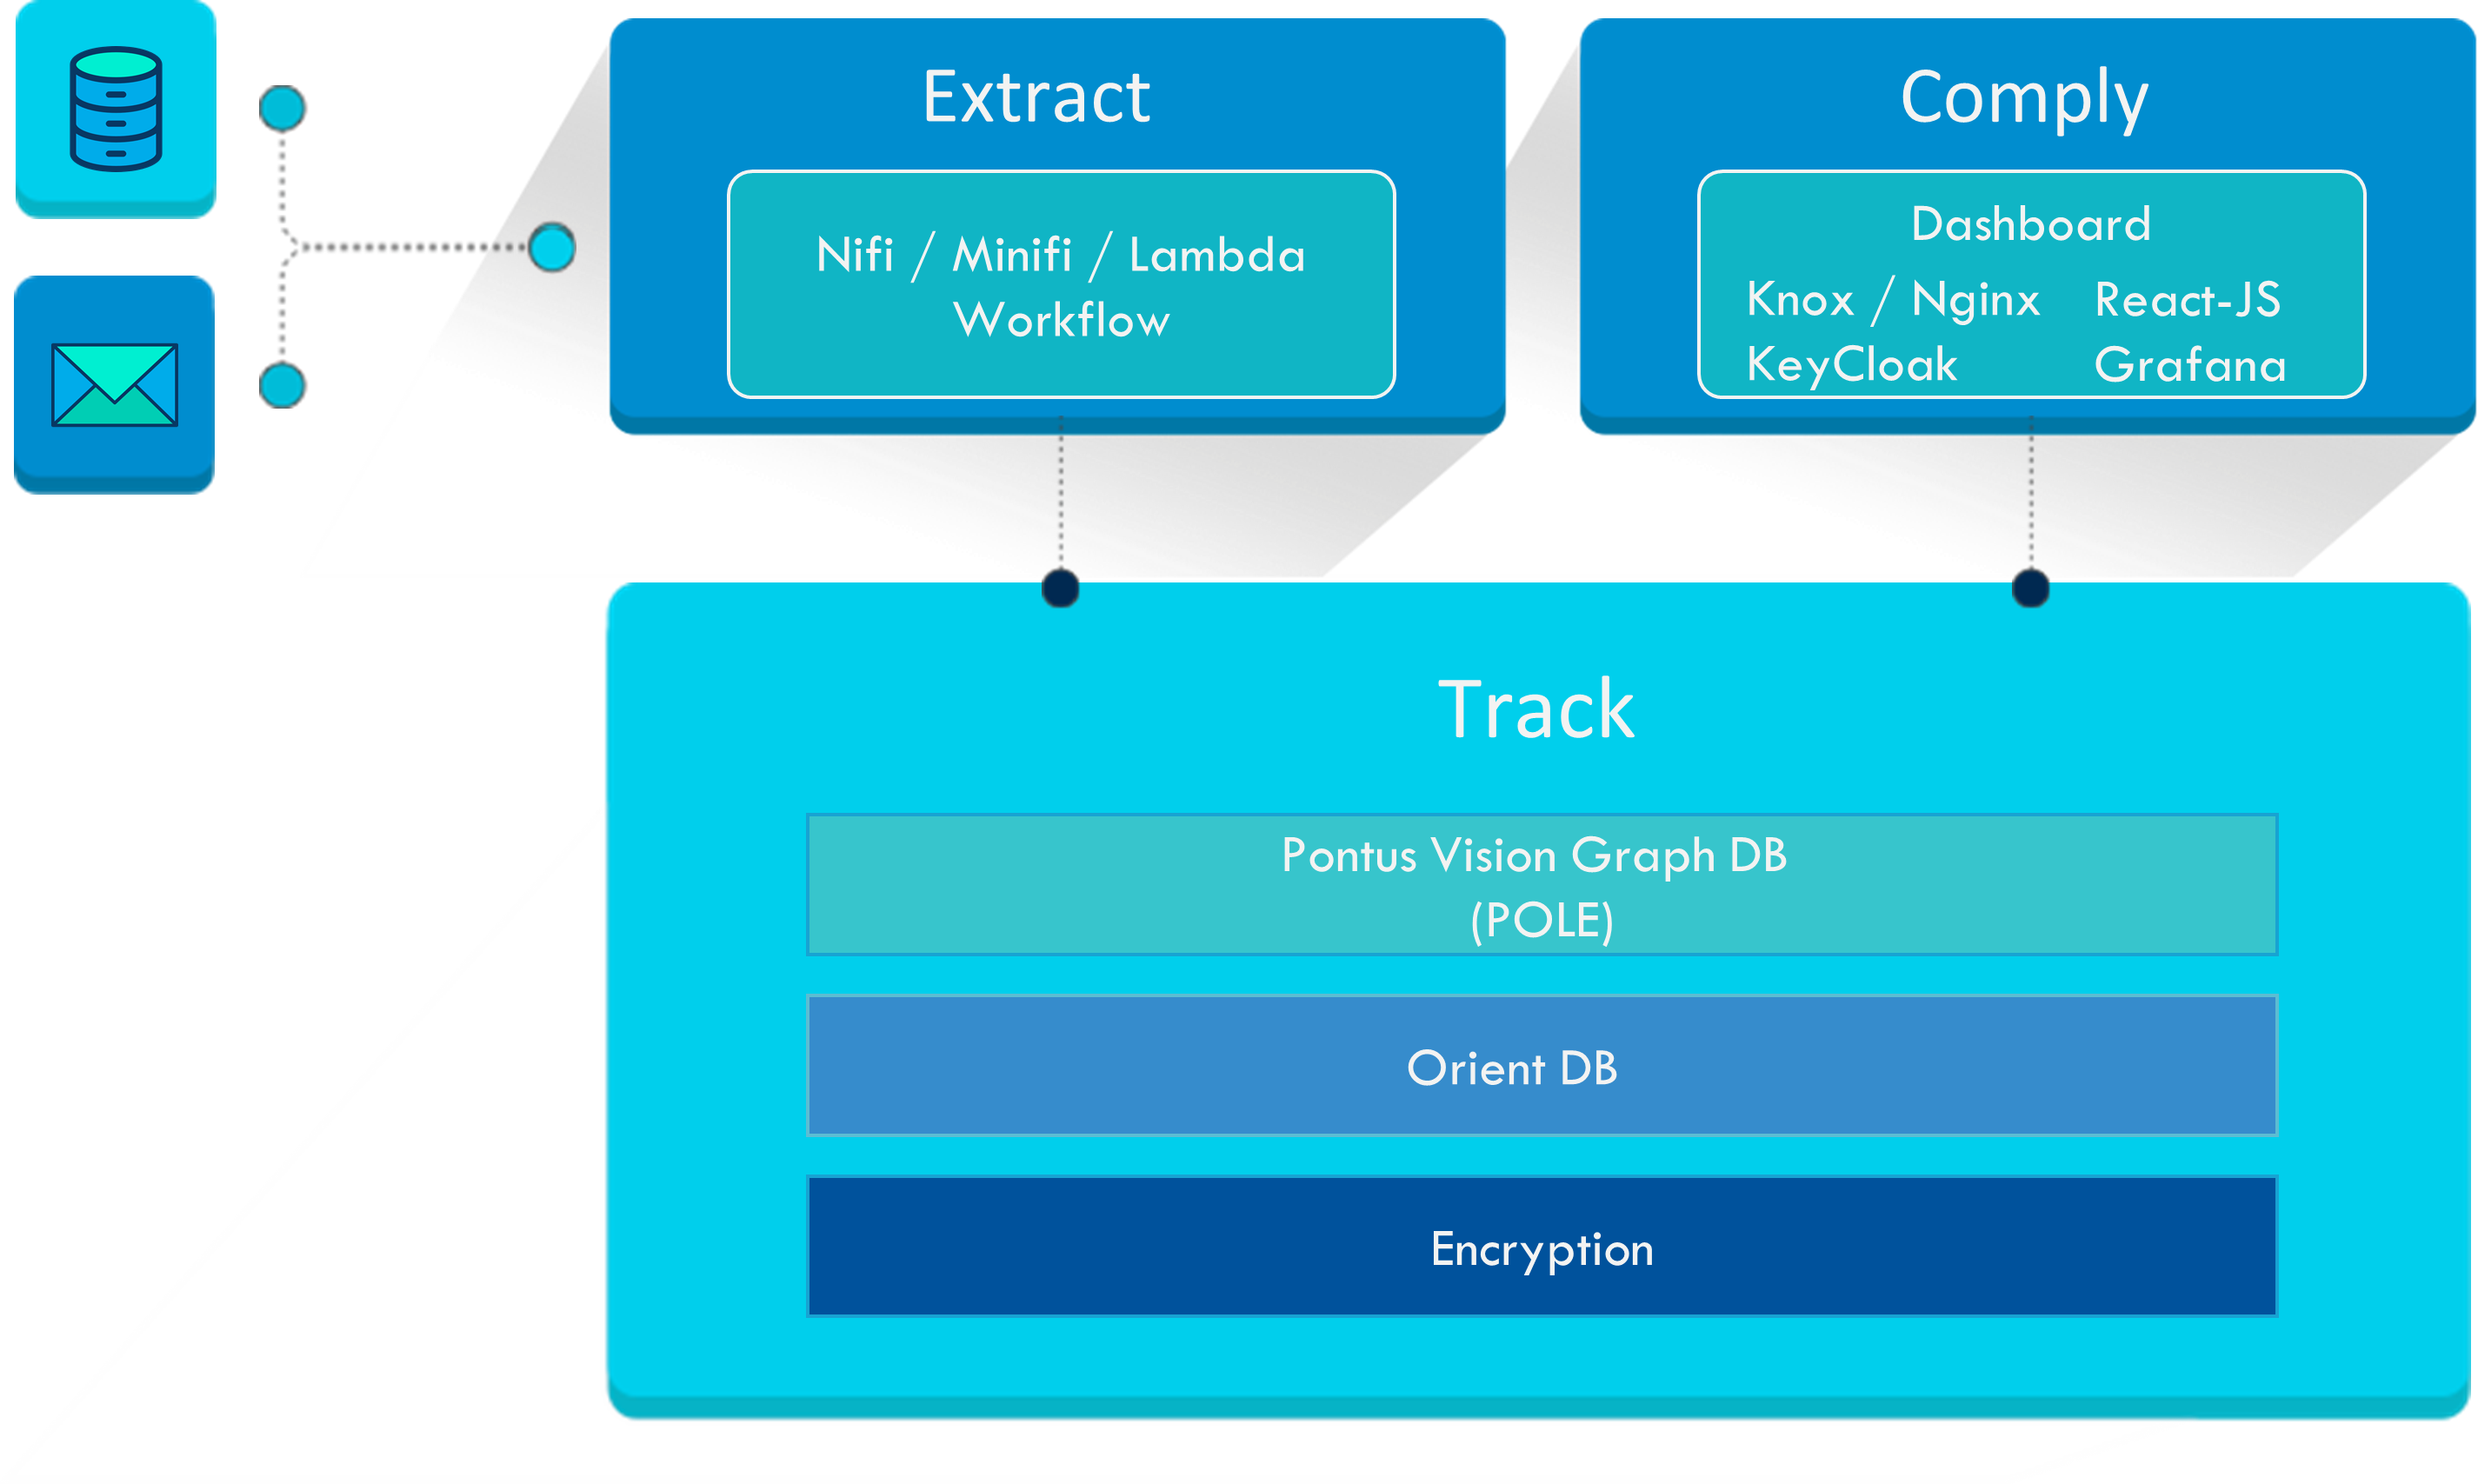 Extract
Nifi / Minifi / Lambda
Workflow
Comply
Dashboard
Knox / Nginx React-JS
KeyCloak Grafana
Track
Pontus Vision Graph DB
(POLE)
Orient DB
Encryption